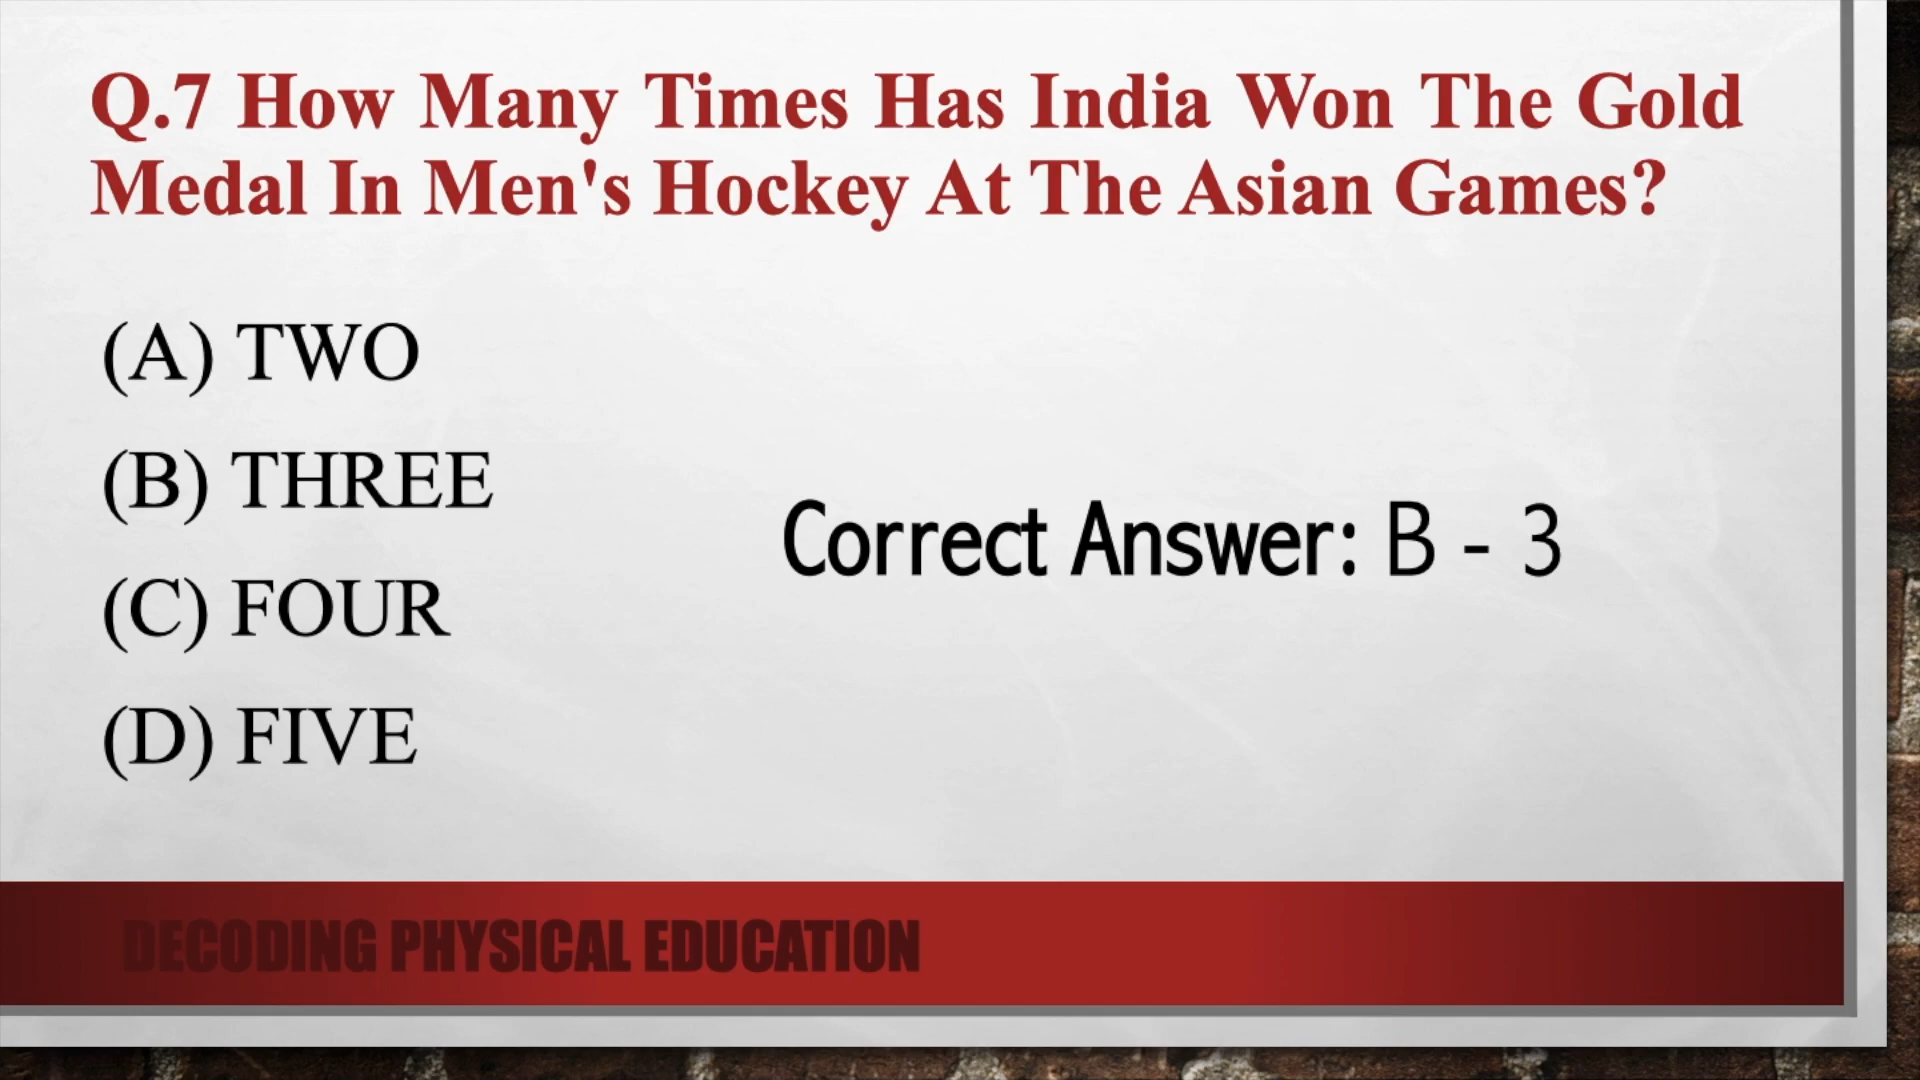 Q.7 How Many Times Has India Won The Gold
Medal In Men's Hockey At The Asian Games?
(A) TWO
(B) THREE
(C) FOUR
(D) FIVE
Correct Answer: B - 3
DECODING PHYSICAL EDUCATION